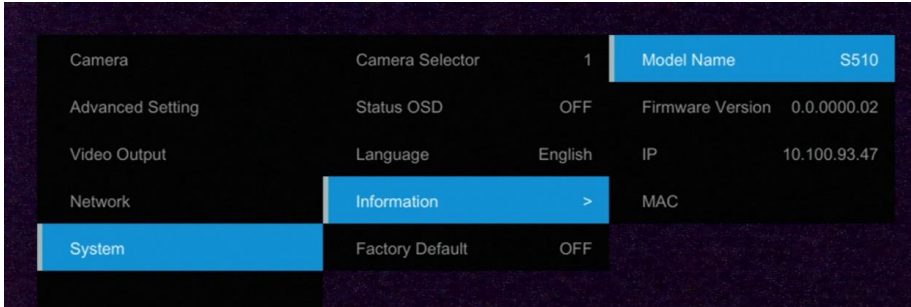 Camera
Advanced Setting
Video Output
Network
System
Camera Selector 1
Status OSD OFF
Language English
Information >
Factory Default OFF
Model Name S510
Firmware Version 0.0.0000.02
IP 10.100.93.47
MAC